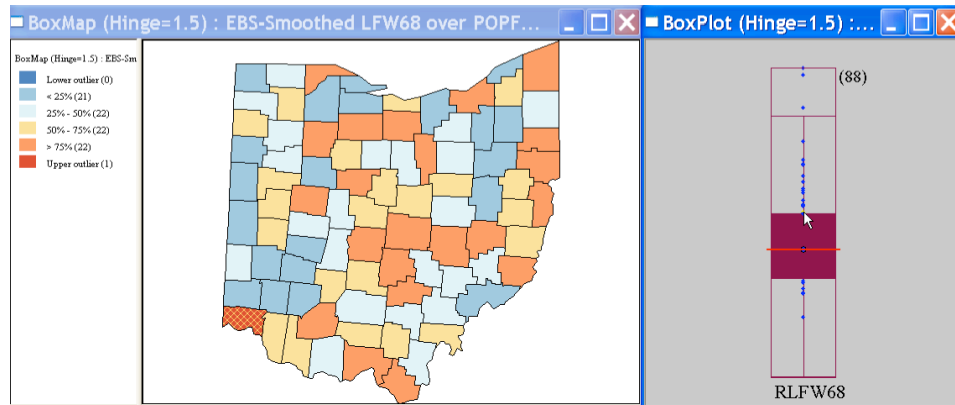 BoxMap (Hinge=1.5) : EBS-Smoothed LFW68 over POPF...
BoxMap (Hinge=1.5) : EBS-Sm
Lower outlier (0)
< 25% (21)
25% - 50% (22)
50% - 75% (22)
> 75% (22)
Upper outlier (1)
BoxPlot (Hinge=1.5) :...
(88)
RLFW68